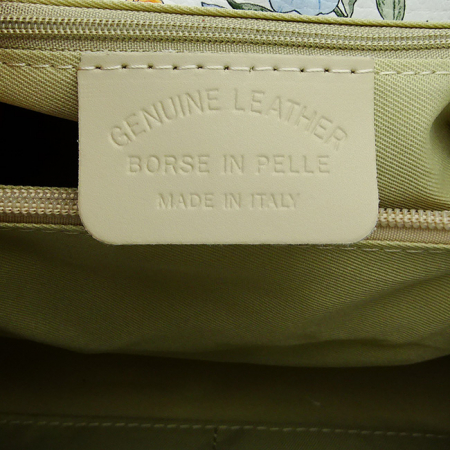 GENUINE LEATHER
BORSE IN PELLE
MADE IN ITALY